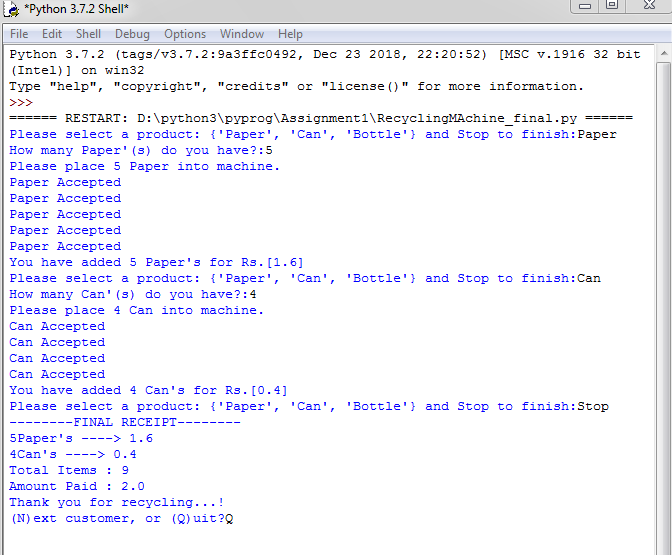 *Python 3.7.2 Shell*
File Edit Shell Debug Options Window Help
Python 3.7.2 (tags/v3.7.2:9a3ffc0492, Dec 23 2018, 22:20:52) [MSC v.1916 32 bit
(Intel)] on win32
Type "help", "copyright", "credits" or "license()" for more information.
>>>
====== RESTART: D:\python3\pyprog\Assignment1\RecyclingMAchine_final.py ======
Please select a product: {'Paper', 'Can', 'Bottle'} and Stop to finish:Paper
How many Paper'(s) do you have?:5
Please place 5 Paper into machine.
Paper Accepted
Paper Accepted
Paper Accepted
Paper Accepted
Paper Accepted
You have added 5 Paper's for Rs.[1.6]
Please select a product: {'Paper', 'Can', 'Bottle'} and Stop to finish:Can
How many Can'(s) do you have?:4
Please place 4 Can into machine.
Can Accepted
Can Accepted
Can Accepted
Can Accepted
You have added 4 Can's for Rs.[0.4]
Please select a product: {'Paper', 'Can', 'Bottle'} and Stop to finish:Stop
--------FINAL RECEIPT--------
5Paper's ----> 1.6
4Can's ----> 0.4
Total Items : 9
Amount Paid : 2.0
Thank you for recycling...!
(N)ext customer, or (Q)uit?Q